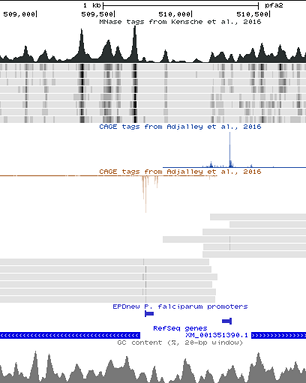 1 kb pfa2
509,000 509,500 510,000 510,500
MNase tags from Kensche et al., 2016
CAGE tags from Adjalley et al., 2016
CAGE tags from Adjalley et al., 2016
EPDnew P. falciparum promoters
RefSeq genes
XM_001351390.1
GC content (%, 20-bp window)